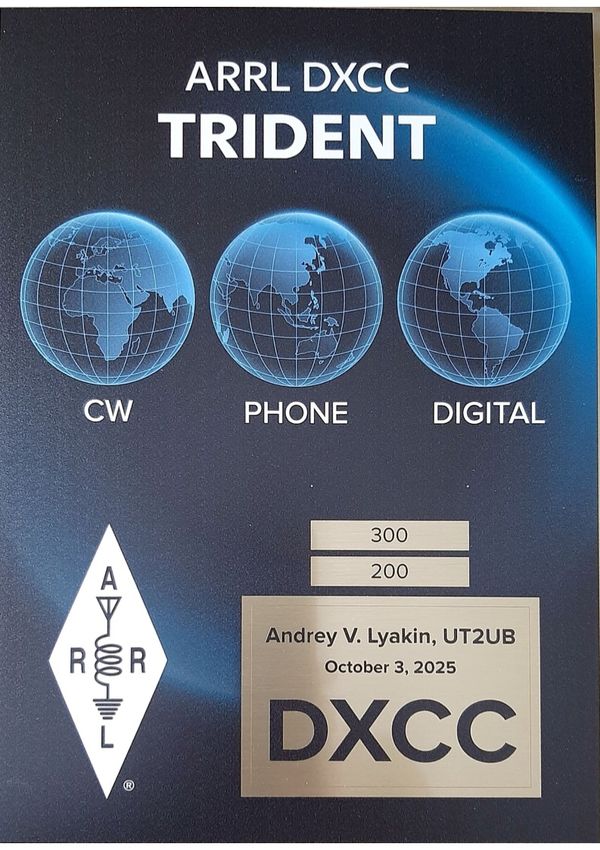 ARRL DXCC
TRIDENT
CW
PHONE
DIGITAL
300
200
Andrey V. Lyakin, UT2UB
October 3, 2025
DXCC
A
R R
L
®